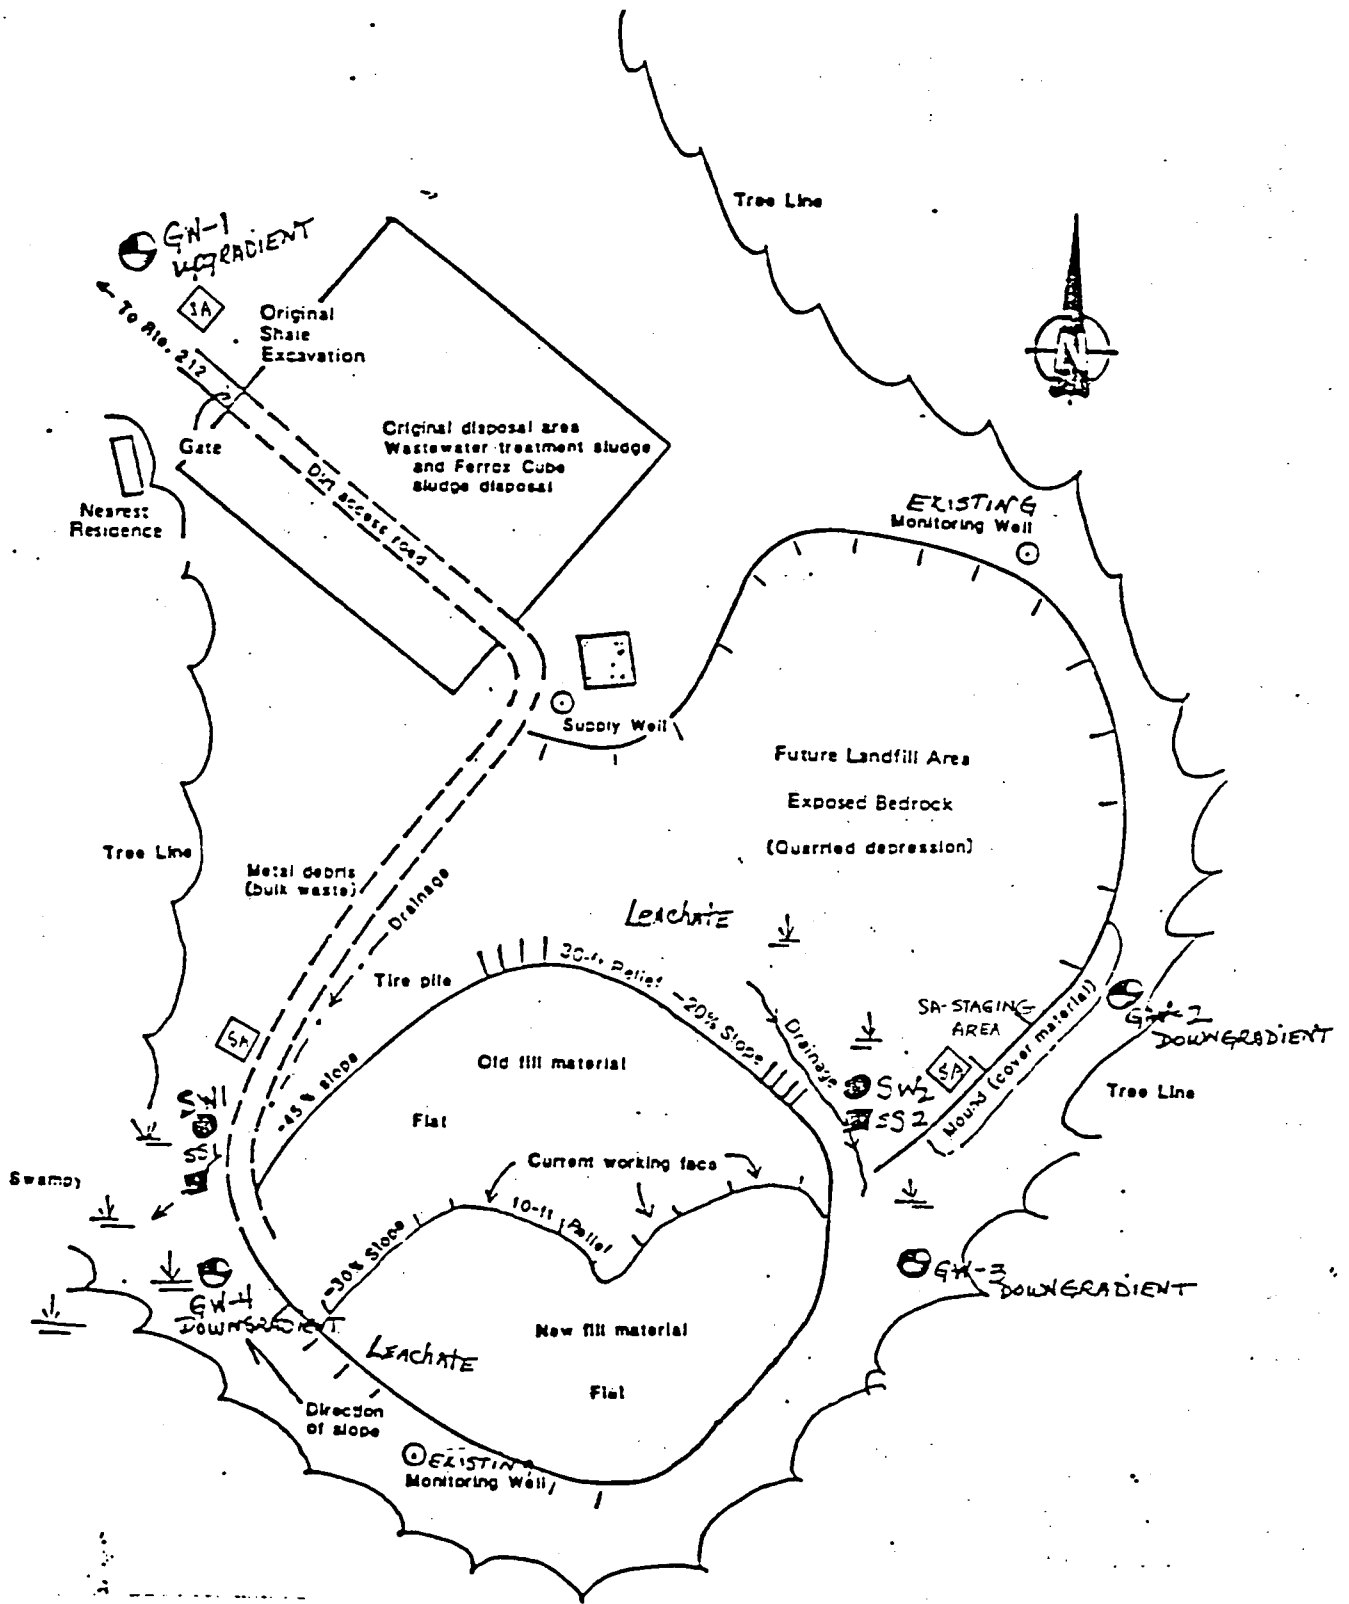 Tree Line
GW-1
UPGRADIENT
SA
To Rte. 212
Original
Shale
Excavation
N
Gate
Original disposal area
Wastewater treatment sludge
and Ferrox Cube
sludge disposal
Dirt access road
Nearest
Residence
EXISTING
Monitoring Well
Supply Well
Future Landfill Area
Exposed Bedrock
(Quarried depression)
Tree Line
Metal debris
(bulk waste)
Drainage
LEACHATE
Tire pile
30-ft Relief
~20% Slope
SA-STAGING
AREA
GW-2
DOWNGRADIENT
Mound (cover material)
Drainage
SA
Old fill material
~45% slope
SW2
SS2
SA
Tree Line
Flat
Current working face
Swampy
10-ft Relief
~30% Slope
GW-3
DOWNGRADIENT
GW-4
DOWNGRADIENT
New fill material
LEACHATE
Flat
Direction
of slope
EXISTIN
Monitoring Well